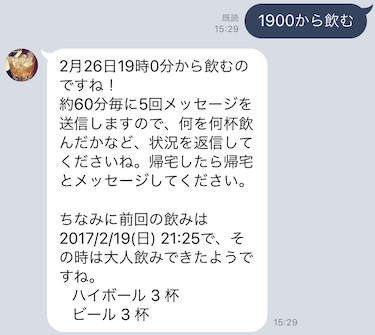 1900から飲む
既読
15:29
2月26日19時0分から飲むの
ですね！
約60分毎に5回メッセージを
送信しますので、何を何杯飲
んだかなど、状況を返信して
くださいね。帰宅したら帰宅
とメッセージしてください。
ちなみに前回の飲みは
2017/2/19(日) 21:25で、そ
の時は大人飲みできたようで
すね。
ハイボール 3 杯
ビール 3 杯
15:29